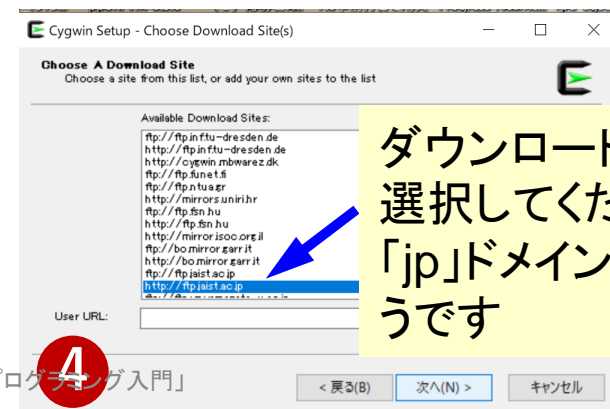 Cygwin Setup - Choose Download Site(s)
Choose A Download Site
Choose a site from this list, or add your own sites to the list
Available Download Sites:
ftp://ftp.inf.tu-dresden.de
http://ftp.inf.tu-dresden.de
http://cygwin.mbwarez.dk
ftp://ftp.funet.fi
ftp://ftp.ntua.gr
http://mirrors.uniri.hr
ftp://ftp.fsn.hu
http://ftp.fsn.hu
http://mirror.isoc.org.il
ftp://bo.mirror.garr.it
http://bo.mirror.garr.it
ftp://ftp.jaist.ac.jp
http://ftp.jaist.ac.jp
ダウンロード
選択してくだ
「jp」ドメイン
うです
User URL:
4
プログラミング入門」
< 戻る(B)
次へ(N) >
キャンセル